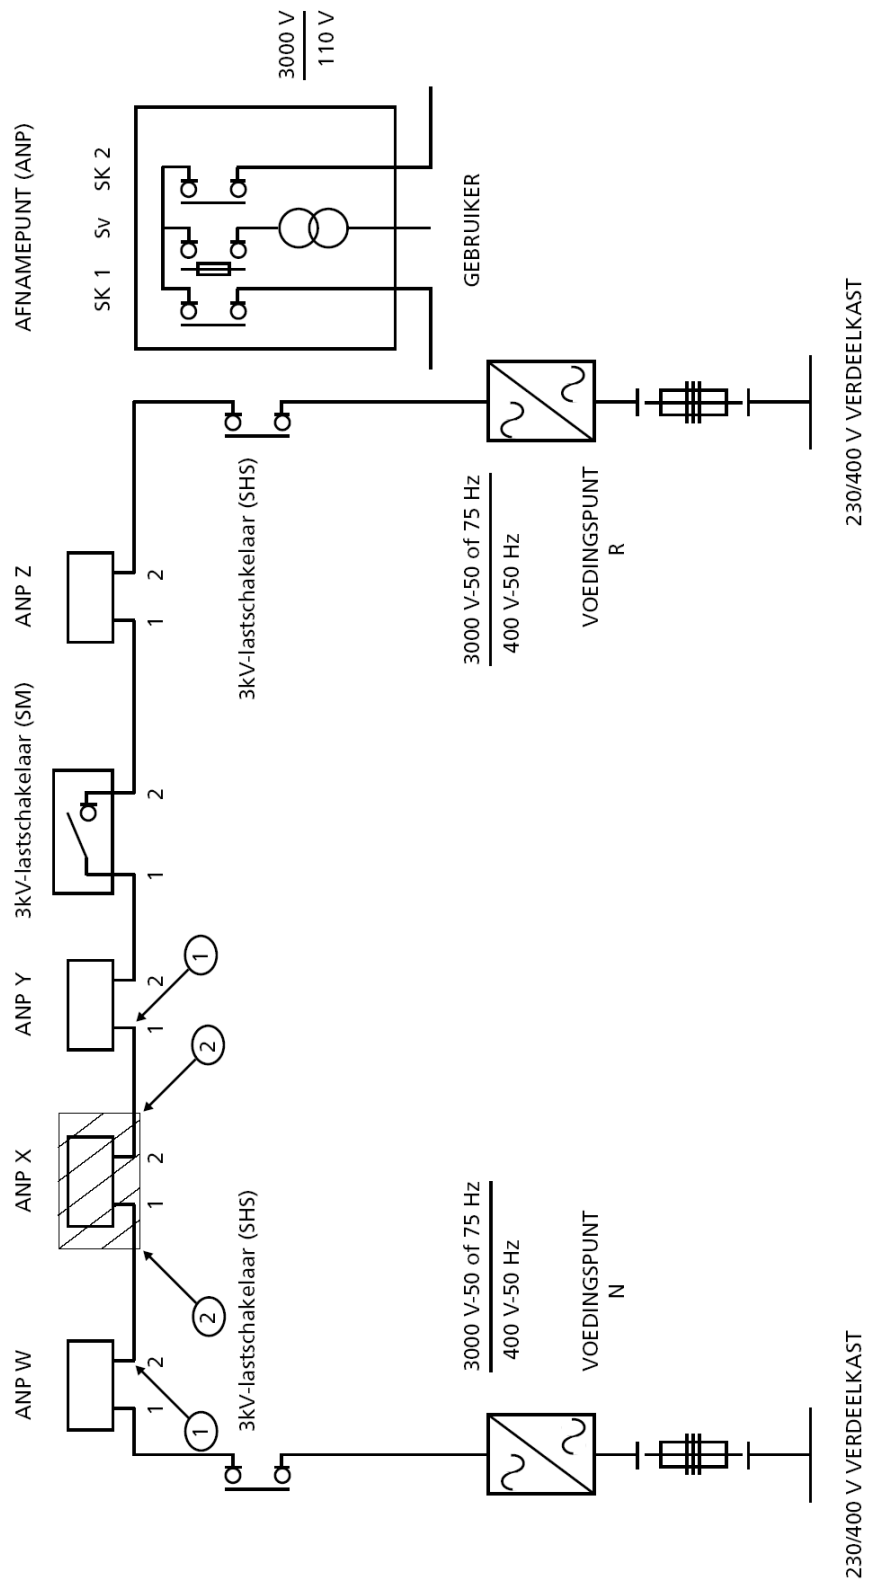 AFNAMEPUNT (ANP)
SK 1 Sv SK 2
3000 V
110 V
GEBRUIKER
ANP W
ANP X
ANP Y
3kV-lastschakelaar (SM)
ANP Z
1 2
1 2
1 2
1 2
1 2
1
2
2
1
3kV-lastschakelaar (SHS)
3kV-lastschakelaar (SHS)
3000 V-50 of 75 Hz
400 V-50 Hz
VOEDINGSPUNT
N
3000 V-50 of 75 Hz
400 V-50 Hz
VOEDINGSPUNT
R
230/400 V VERDEELKAST
230/400 V VERDEELKAST